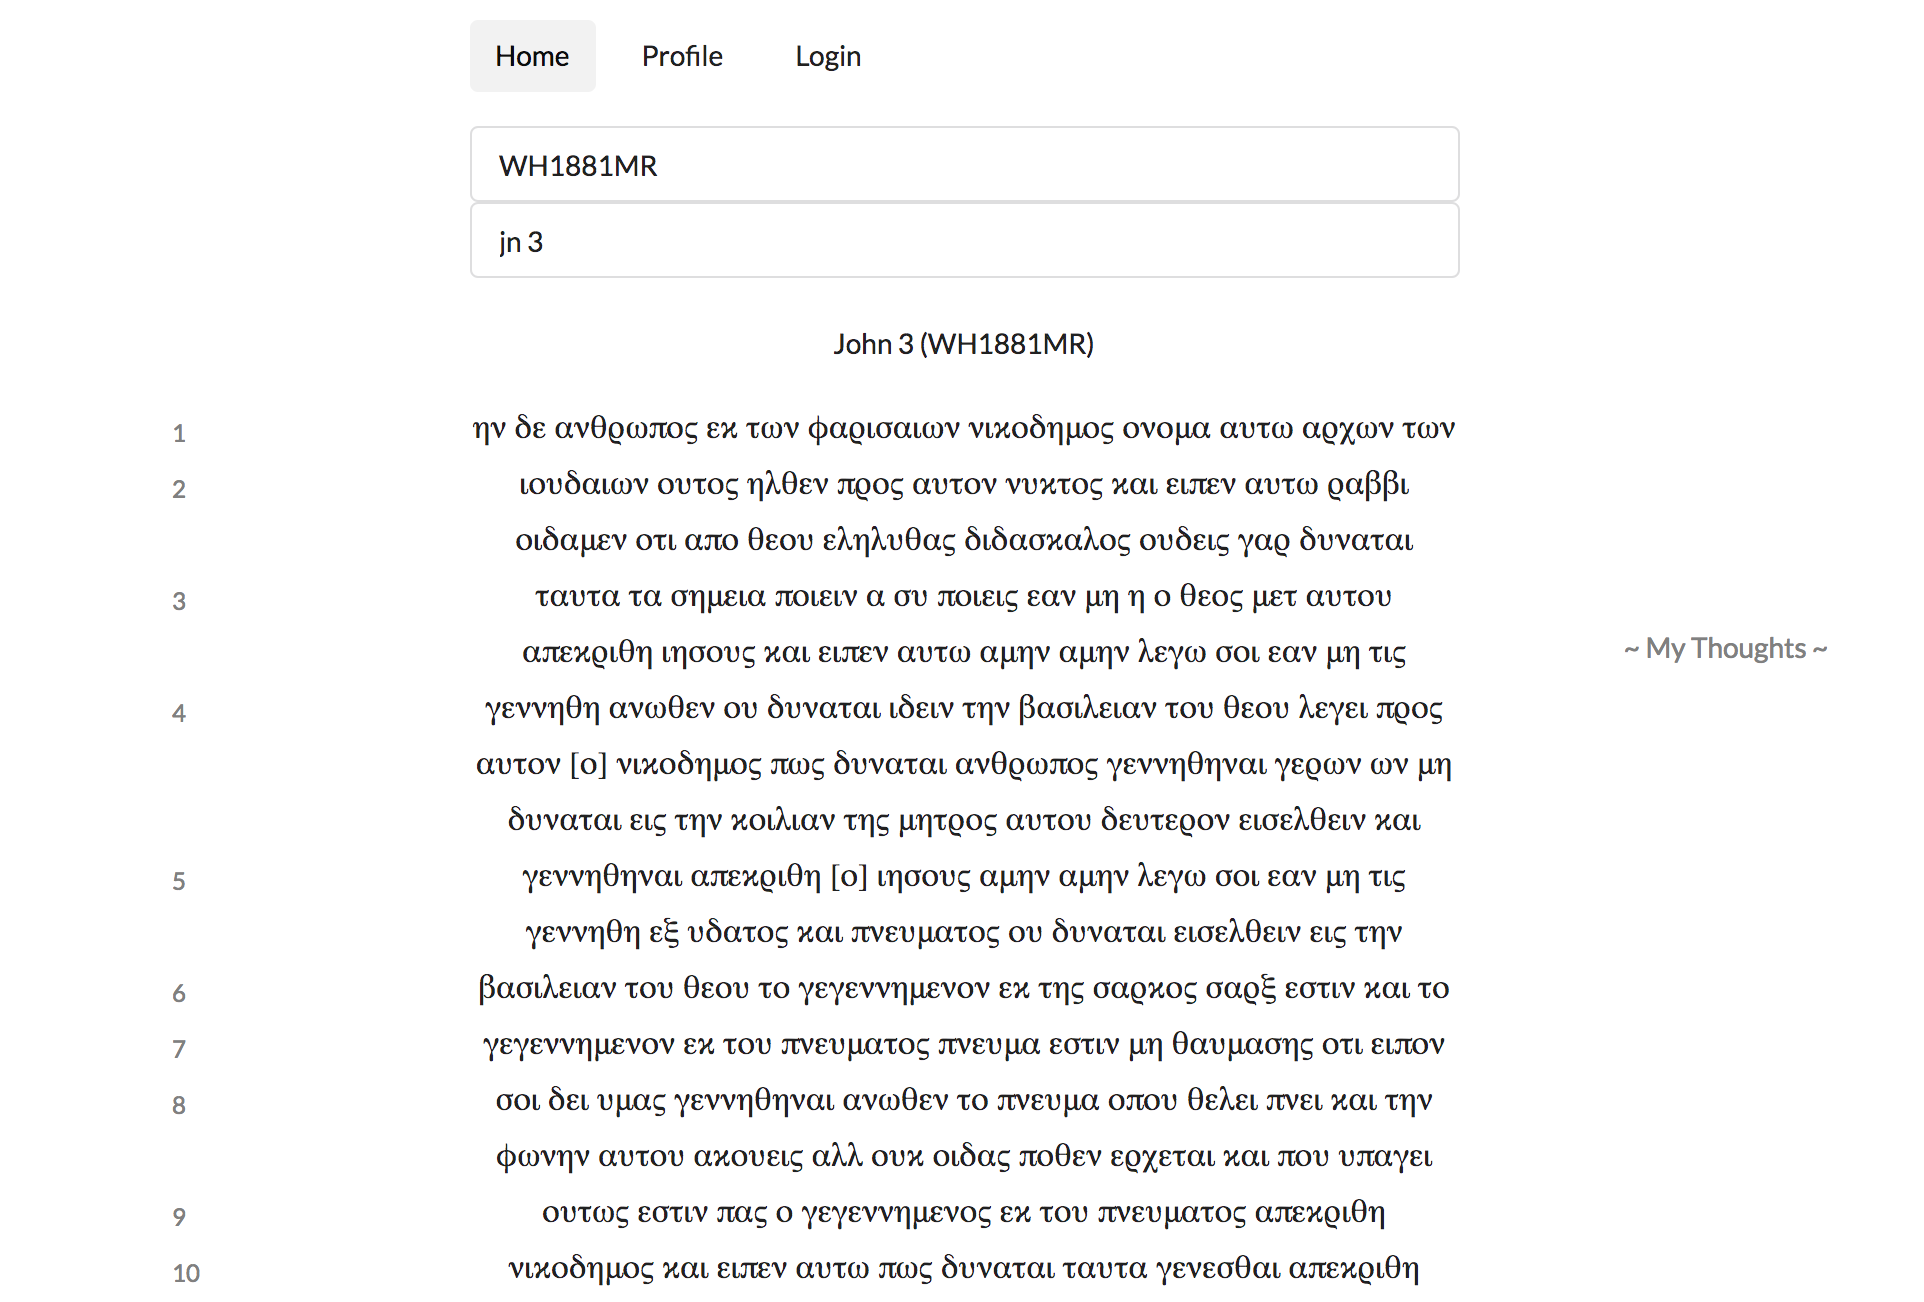 Home Profile Login
WH1881MR
jn 3
John 3 (WH1881MR)
1 ην δε ανθρωπος εκ των φαρισαιων νικοδημος ονομα αυτω αρχων των
2 ιουδαιων ουτος ηλθεν προς αυτον νυκτος και ειπεν αυτω ραββι
οιδαμεν οτι απο θεου εληλυθας διδασκαλος ουδεις γαρ δυναται
3 ταυτα τα σημεια ποιειν α συ ποιεις εαν μη η ο θεος μετ αυτου
απεκριθη ιησους και ειπεν αυτω αμην αμην λεγω σοι εαν μη τις
~ My Thoughts ~
4 γεννηθη ανωθεν ου δυναται ιδειν την βασιλειαν του θεου λεγει προς
αυτον [ο] νικοδημος πως δυναται ανθρωπος γεννηθηναι γερων ων μη
δυναται εις την κοιλιαν της μητρος αυτου δευτερον εισελθειν και
5 γεννηθηναι απεκριθη [ο] ιησους αμην αμην λεγω σοι εαν μη τις
γεννηθη εξ υδατος και πνευματος ου δυναται εισελθειν εις την
6 βασιλειαν του θεου το γεγεννημενον εκ της σαρκος σαρξ εστιν και το
7 γεγεννημενον εκ του πνευματος πνευμα εστιν μη θαυμασης οτι ειπον
8 σοι δει υμας γεννηθηναι ανωθεν το πνευμα οπου θελει πνει και την
φωνην αυτου ακουεις αλλ ουκ οιδας ποθεν ερχεται και που υπαγει
9 ουτως εστιν πας ο γεγεννημενος εκ του πνευματος απεκριθη
10 νικοδημος και ειπεν αυτω πως δυναται ταυτα γενεσθαι απεκριθη